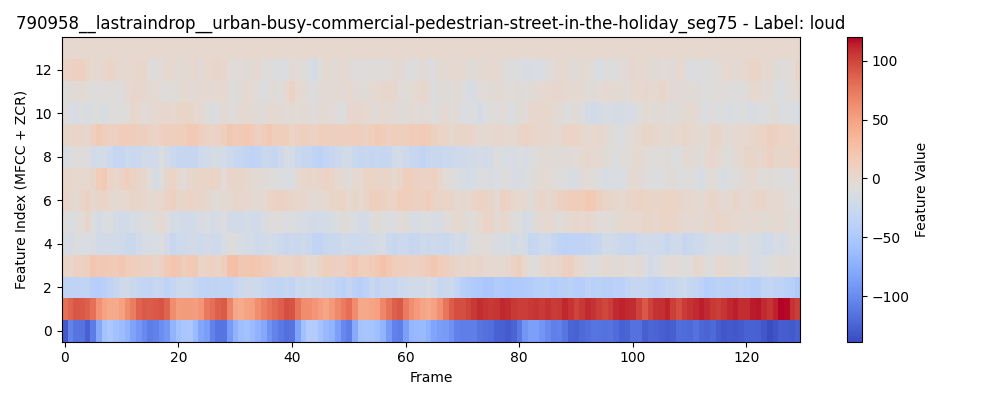 790958__lastraindrop__urban-busy-commercial-pedestrian-street-in-the-holiday_seg75 - Label: loud
Feature Index (MFCC + ZCR)
12
10
8
6
4
2
0
0 20 40 60 80 100 120
Frame
100
50
0
−50
−100
Feature Value